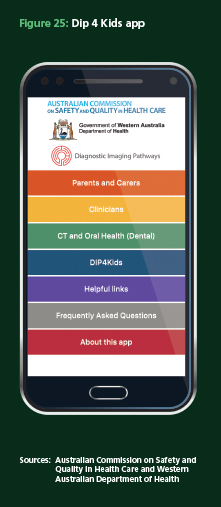 Figure 25: Dip 4 Kids app
AUSTRALIAN COMMISSION
ON SAFETY AND QUALITY IN HEALTH CARE
Government of Western Australia
Department of Health
Diagnostic Imaging Pathways
Parents and Carers
Clinicians
CT and Oral Health (Dental)
DIP4Kids
Helpful links
Frequently Asked Questions
About this app
Sources: Australian Commission on Safety and
Quality in Health Care and Western
Australian Department of Health